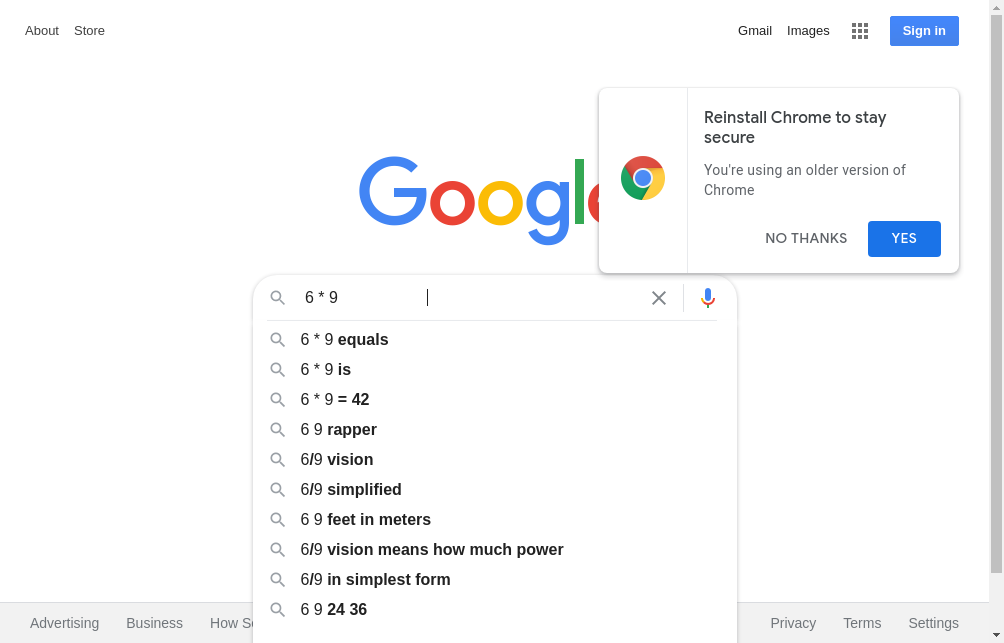 About Store
Gmail Images Sign in
Reinstall Chrome to stay
secure
You're using an older version of
Chrome
NO THANKS YES
Google
6 * 9
6 * 9 equals
6 * 9 is
6 * 9 = 42
6 9 rapper
6/9 vision
6/9 simplified
6 9 feet in meters
6/9 vision means how much power
6/9 in simplest form
6 9 24 36
Advertising Business How Privacy Terms Settings